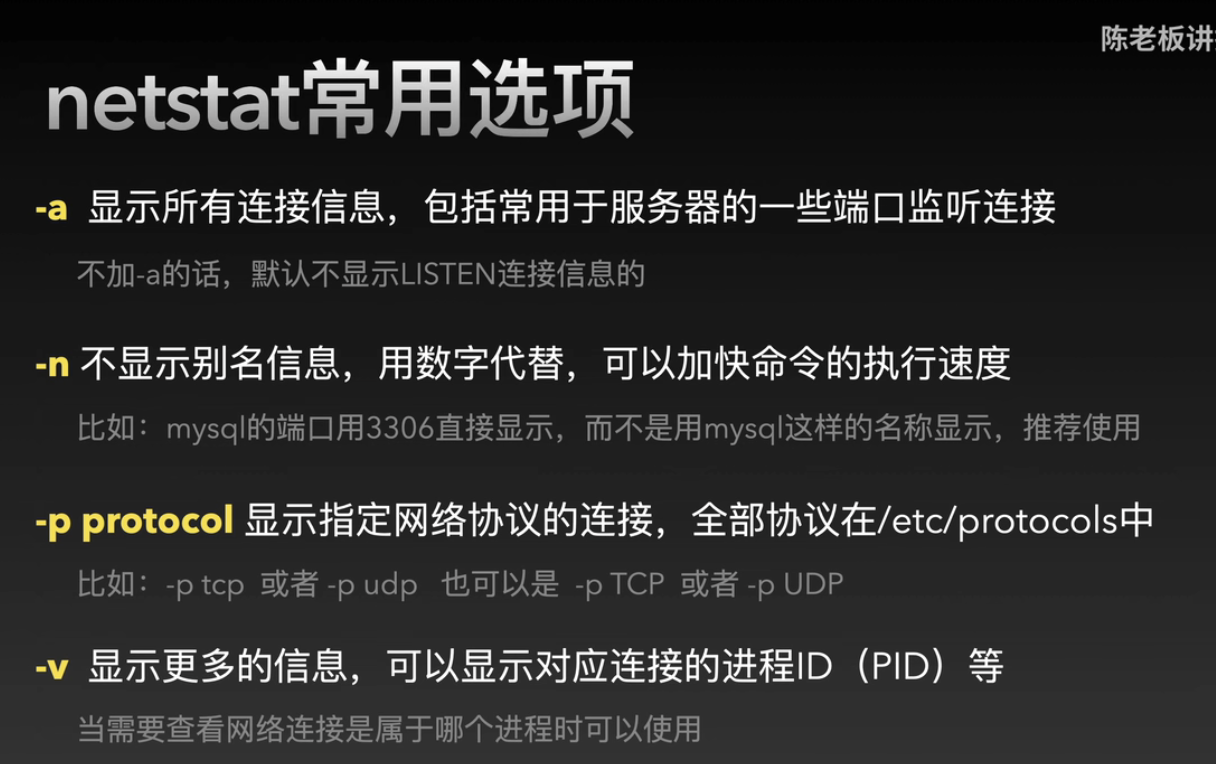 陈老板讲
netstat常用选项
-a 显示所有连接信息，包括常用于服务器的一些端口监听连接
不加-a的话，默认不显示LISTEN连接信息的
-n 不显示别名信息，用数字代替，可以加快命令的执行速度
比如：mysql的端口用3306直接显示，而不是用mysql这样的名称显示，推荐使用
-p protocol 显示指定网络协议的连接，全部协议在/etc/protocols中
比如：-p tcp 或者 -p udp 也可以是 -p TCP 或者 -p UDP
-v 显示更多的信息，可以显示对应连接的进程ID（PID）等
当需要查看网络连接是属于哪个进程时可以使用